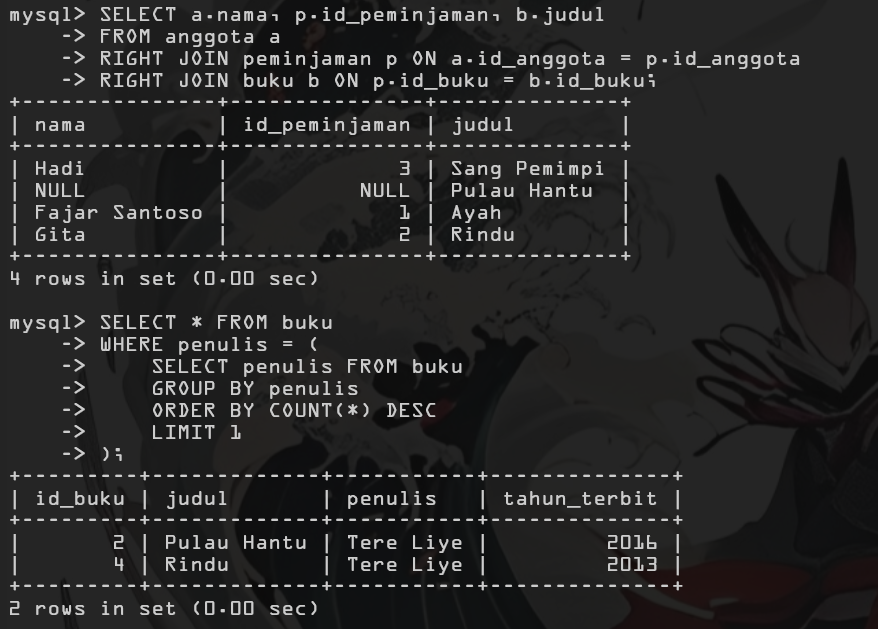 mysql> SELECT a.nama, p.id_peminjaman, b.judul
    -> FROM anggota a
    -> RIGHT JOIN peminjaman p ON a.id_anggota = p.id_anggota
    -> RIGHT JOIN buku b ON p.id_buku = b.id_buku;
+---------------+---------------+--------------+
| nama          | id_peminjaman | judul        |
+---------------+---------------+--------------+
| Hadi          |             3 | Sang Pemimpi |
| NULL          |          NULL | Pulau Hantu  |
| Fajar Santoso |             1 | Ayah         |
| Gita          |             2 | Rindu        |
+---------------+---------------+--------------+
4 rows in set (0.00 sec)
mysql> SELECT * FROM buku
    -> WHERE penulis = (
    ->     SELECT penulis FROM buku
    ->     GROUP BY penulis
    ->     ORDER BY COUNT(*) DESC
    ->     LIMIT 1
    -> );
+---------+-------------+-----------+--------------+
| id_buku | judul       | penulis   | tahun_terbit |
+---------+-------------+-----------+--------------+
|       2 | Pulau Hantu | Tere Liye |         2016 |
|       4 | Rindu       | Tere Liye |         2013 |
+---------+-------------+-----------+--------------+
2 rows in set (0.00 sec)